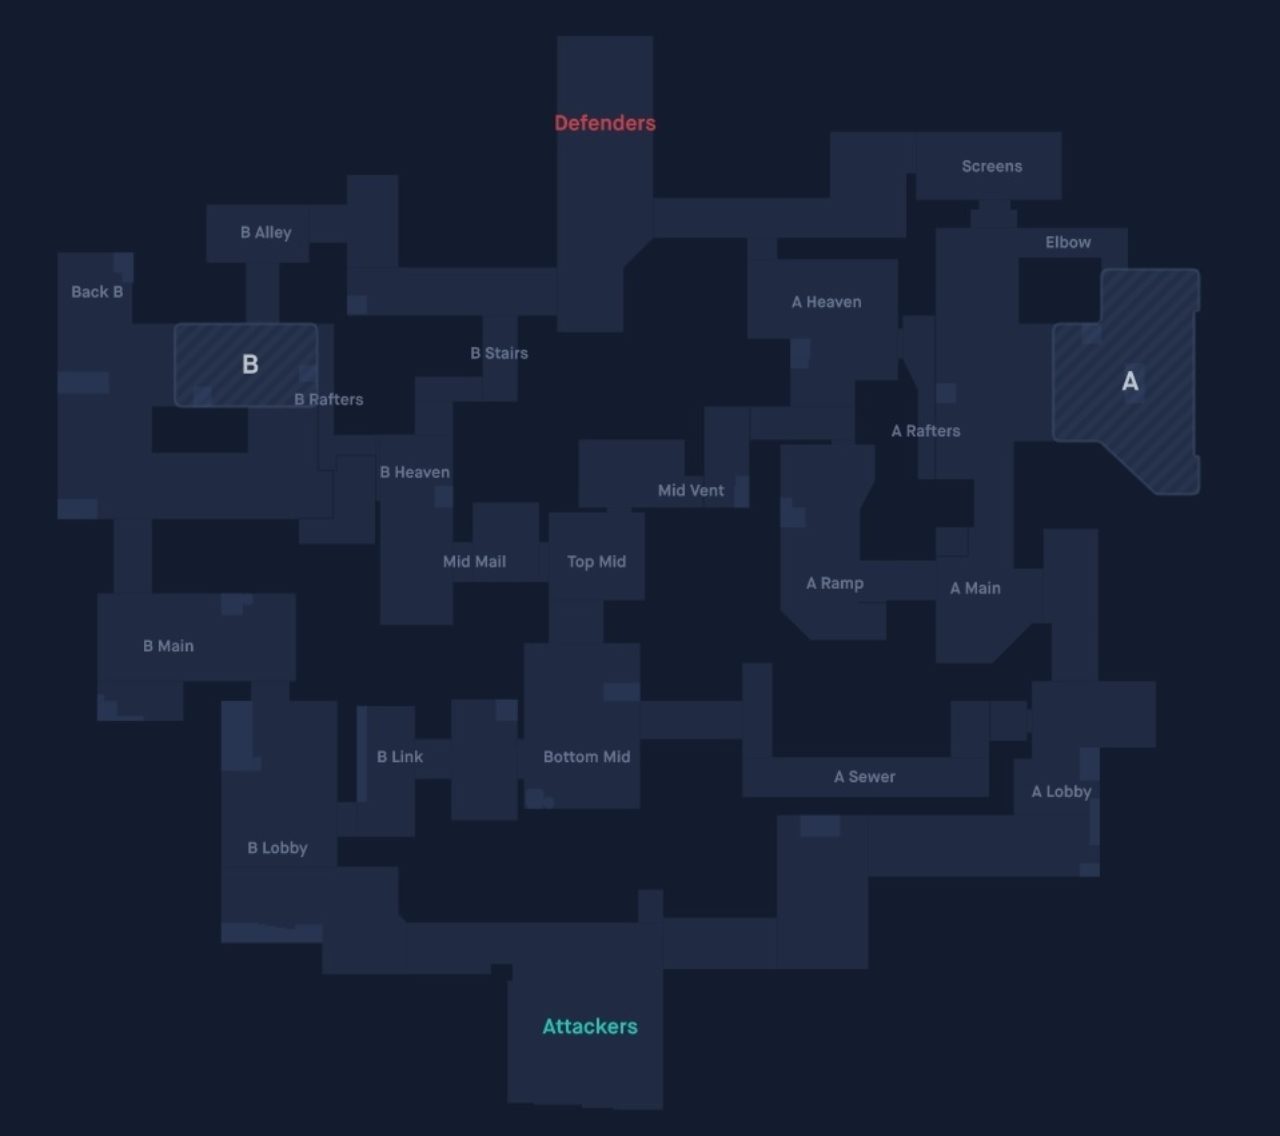 Defenders
Screens
B Alley
Elbow
Back B
A Heaven
B Stairs
B
A
B Rafters
A Rafters
B Heaven
Mid Vent
Mid Mail
Top Mid
A Ramp
A Main
B Main
B Link
Bottom Mid
A Sewer
A Lobby
B Lobby
Attackers